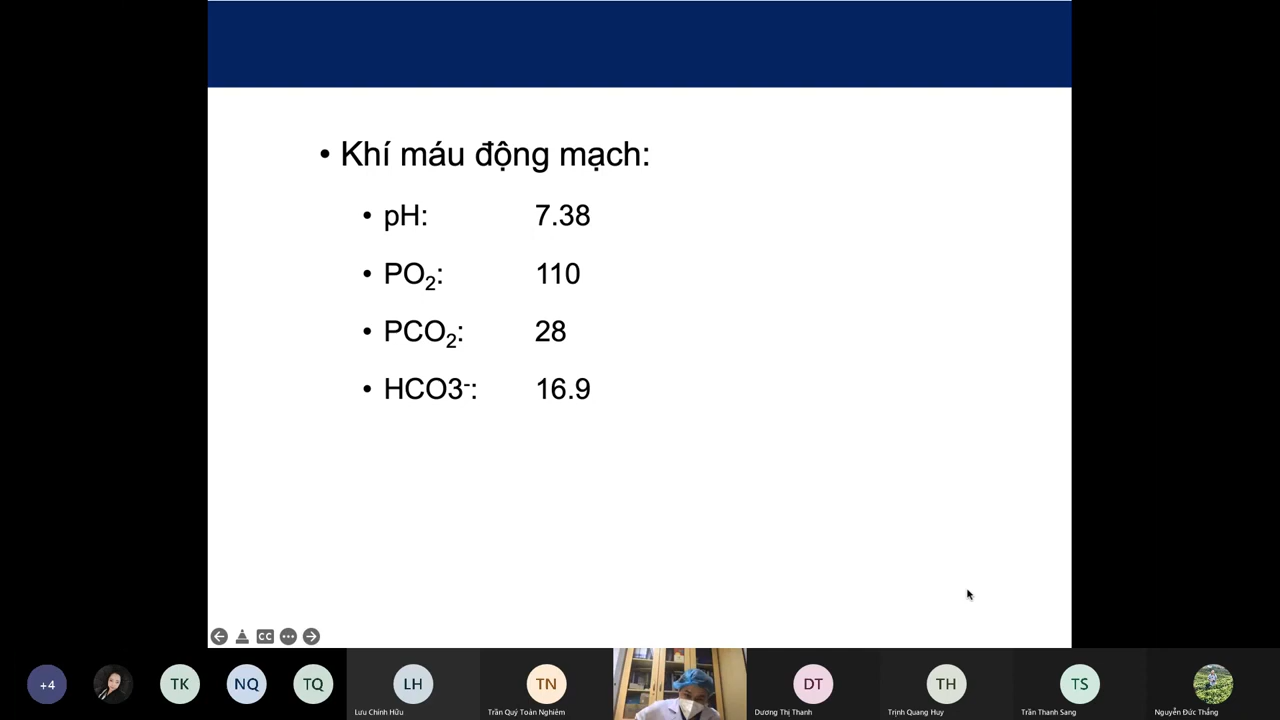 • Khí máu động mạch:
• pH: 7.38
• PO₂: 110
• PCO₂: 28
• HCO3⁻: 16.9
CC
+4 TK NQ TQ LH TN DT TH TS
Lưu Chính Hữu Trần Quý Toàn Nghiêm Dương Thị Thanh Trịnh Quang Huy Trần Thanh Sang Nguyễn Đức Thắng